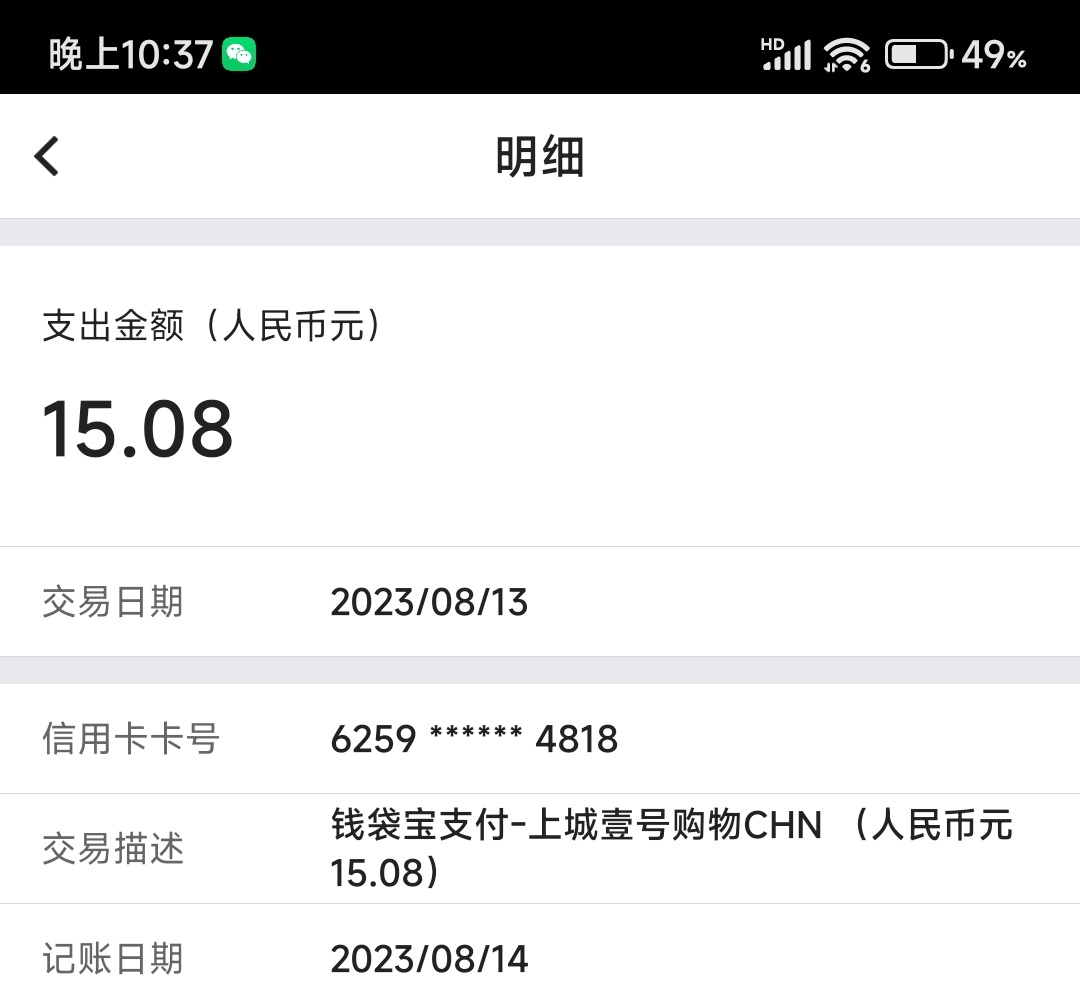 晚上10:37 HD 6 49%
明细
支出金额（人民币元）
15.08
交易日期 2023/08/13
信用卡卡号 6259 ****** 4818
交易描述 钱袋宝支付-上城壹号购物CHN （人民币元
15.08）
记账日期 2023/08/14